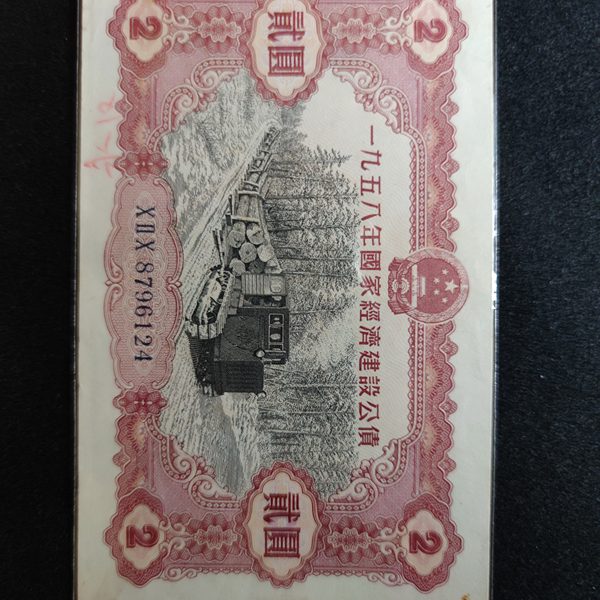 2 一九五八年國家經濟建設公債 2
貳圓 貳圓
2 XⅡX 8796124 2